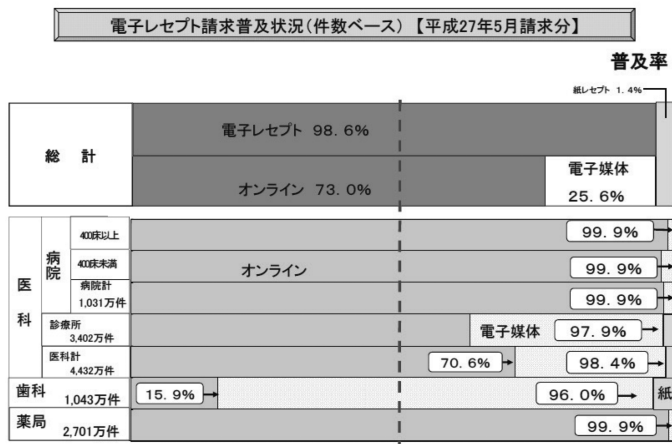 電子レセプト請求普及状況(件数ベース) 【平成27年5月請求分】
普及率
紙レセプト 1.4%
総 計
電子レセプト 98.6%
オンライン 73.0%
電子媒体
25.6%
医科
病院
400床以上
99.9%
400床未満
オンライン
99.9%
病院計
1,031万件
99.9%
診療所
3,402万件
電子媒体
97.9%
医科計
4,432万件
70.6%
98.4%
歯科
1,043万件
15.9%
96.0%
紙
薬局
2,701万件
99.9%